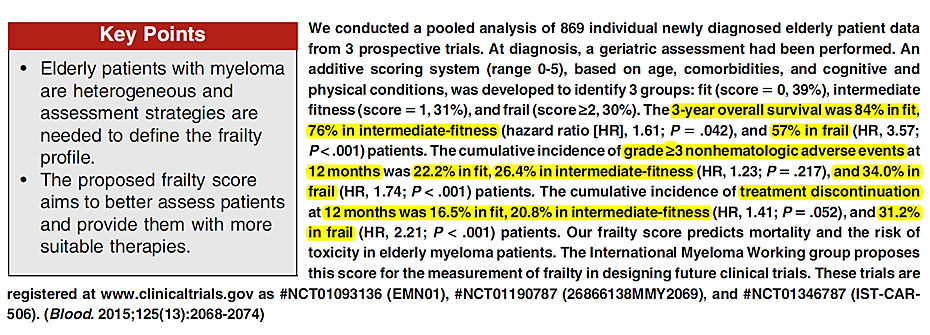 Key Points
• Elderly patients with myeloma
are heterogeneous and
assessment strategies are
needed to define the frailty
profile.
• The proposed frailty score
aims to better assess patients
and provide them with more
suitable therapies.
We conducted a pooled analysis of 869 individual newly diagnosed elderly patient data
from 3 prospective trials. At diagnosis, a geriatric assessment had been performed. An
additive scoring system (range 0-5), based on age, comorbidities, and cognitive and
physical conditions, was developed to identify 3 groups: fit (score = 0, 39%), intermediate
fitness (score = 1, 31%), and frail (score ≥2, 30%). The 3-year overall survival was 84% in fit,
76% in intermediate-fitness (hazard ratio [HR], 1.61; P = .042), and 57% in frail (HR, 3.57;
P < .001) patients. The cumulative incidence of grade ≥3 nonhematologic adverse events at
12 months was 22.2% in fit, 26.4% in intermediate-fitness (HR, 1.23; P = .217), and 34.0% in
frail (HR, 1.74; P < .001) patients. The cumulative incidence of treatment discontinuation
at 12 months was 16.5% in fit, 20.8% in intermediate-fitness (HR, 1.41; P = .052), and 31.2%
in frail (HR, 2.21; P < .001) patients. Our frailty score predicts mortality and the risk of
toxicity in elderly myeloma patients. The International Myeloma Working group proposes
this score for the measurement of frailty in designing future clinical trials. These trials are
registered at www.clinicaltrials.gov as #NCT01093136 (EMN01), #NCT01190787 (26866138MMY2069), and #NCT01346787 (IST-CAR-
506). (Blood. 2015;125(13):2068-2074)